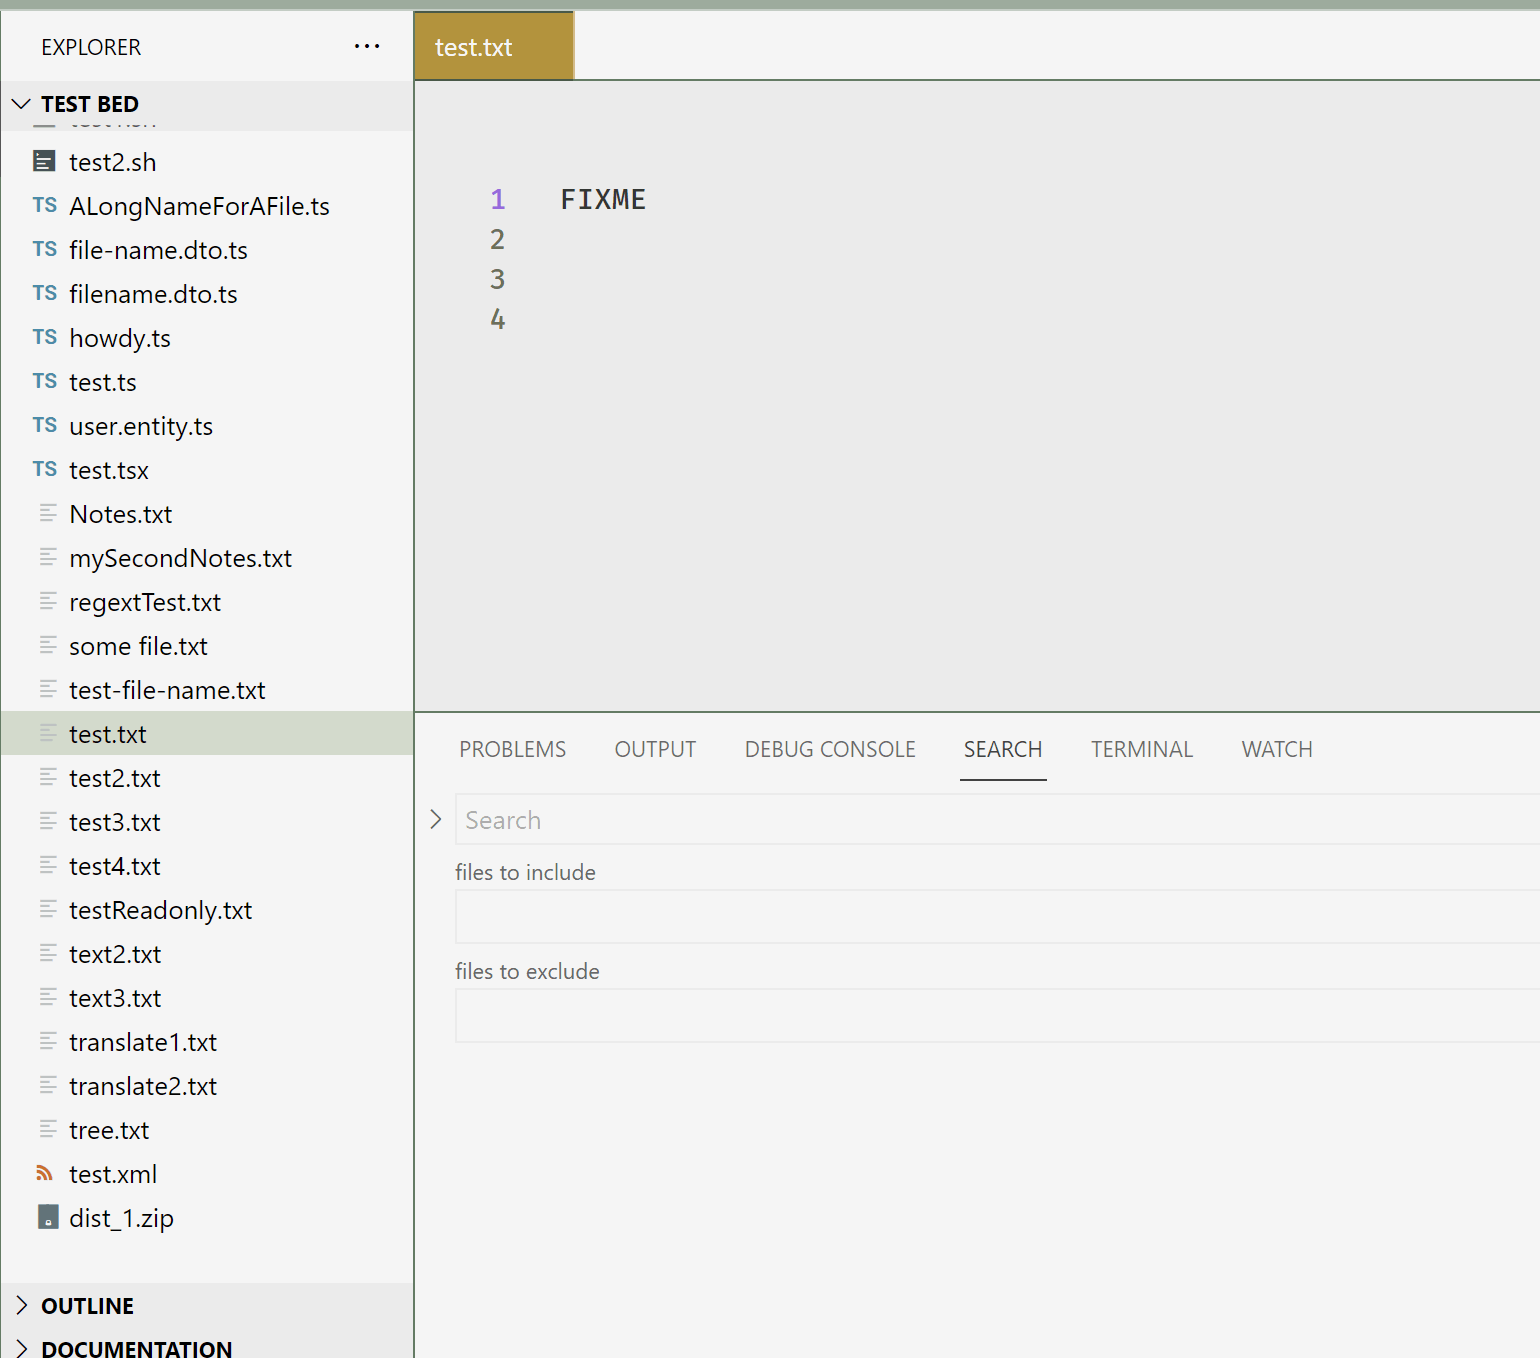 EXPLORER
TEST BED
test2.sh
TS ALongNameForAFile.ts
TS file-name.dto.ts
TS filename.dto.ts
TS howdy.ts
TS test.ts
TS user.entity.ts
TS test.tsx
Notes.txt
mySecondNotes.txt
regextTest.txt
some file.txt
test-file-name.txt
test.txt
test2.txt
test3.txt
test4.txt
testReadonly.txt
text2.txt
text3.txt
translate1.txt
translate2.txt
tree.txt
test.xml
dist_1.zip
OUTLINE
DOCUMENTATION
test.txt
1 FIXME
2
3
4
PROBLEMS OUTPUT DEBUG CONSOLE SEARCH TERMINAL WATCH
Search
files to include
files to exclude